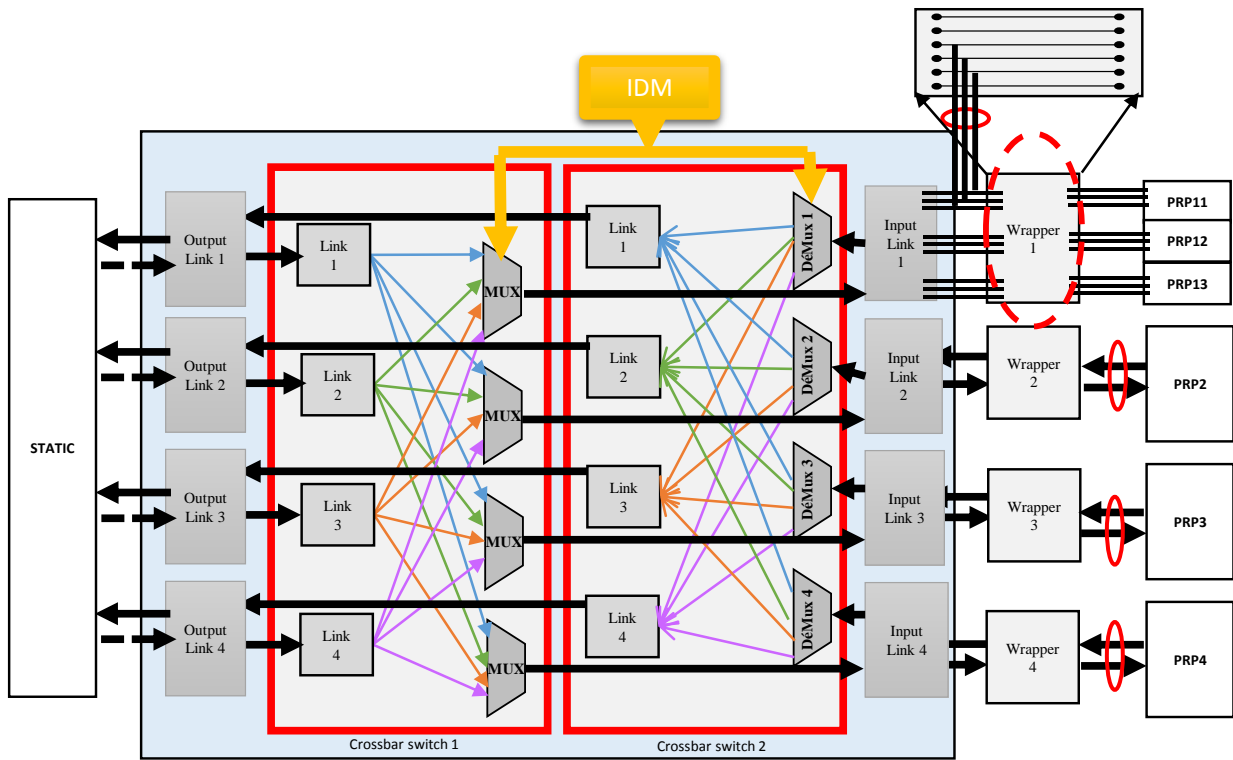 IDM
STATIC
Output
Link 1
Output
Link 2
Output
Link 3
Output
Link 4
Link
1
Link
2
Link
3
Link
4
MUX
MUX
MUX
MUX
Crossbar switch 1
Link
1
Link
2
Link
3
Link
4
DéMux 1
DéMux 2
DéMux 3
DéMux 4
Crossbar switch 2
Input
Link
1
Input
Link
2
Input
Link 3
Input
Link 4
Wrapper
1
Wrapper
2
Wrapper
3
Wrapper
4
PRP11
PRP12
PRP13
PRP2
PRP3
PRP4